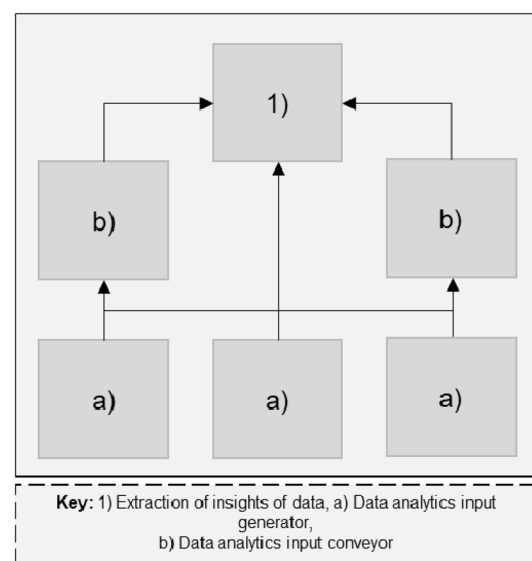 1)
b)
b)
a)
a)
a)
Key: 1) Extraction of insights of data, a) Data analytics input
generator,
b) Data analytics input conveyor